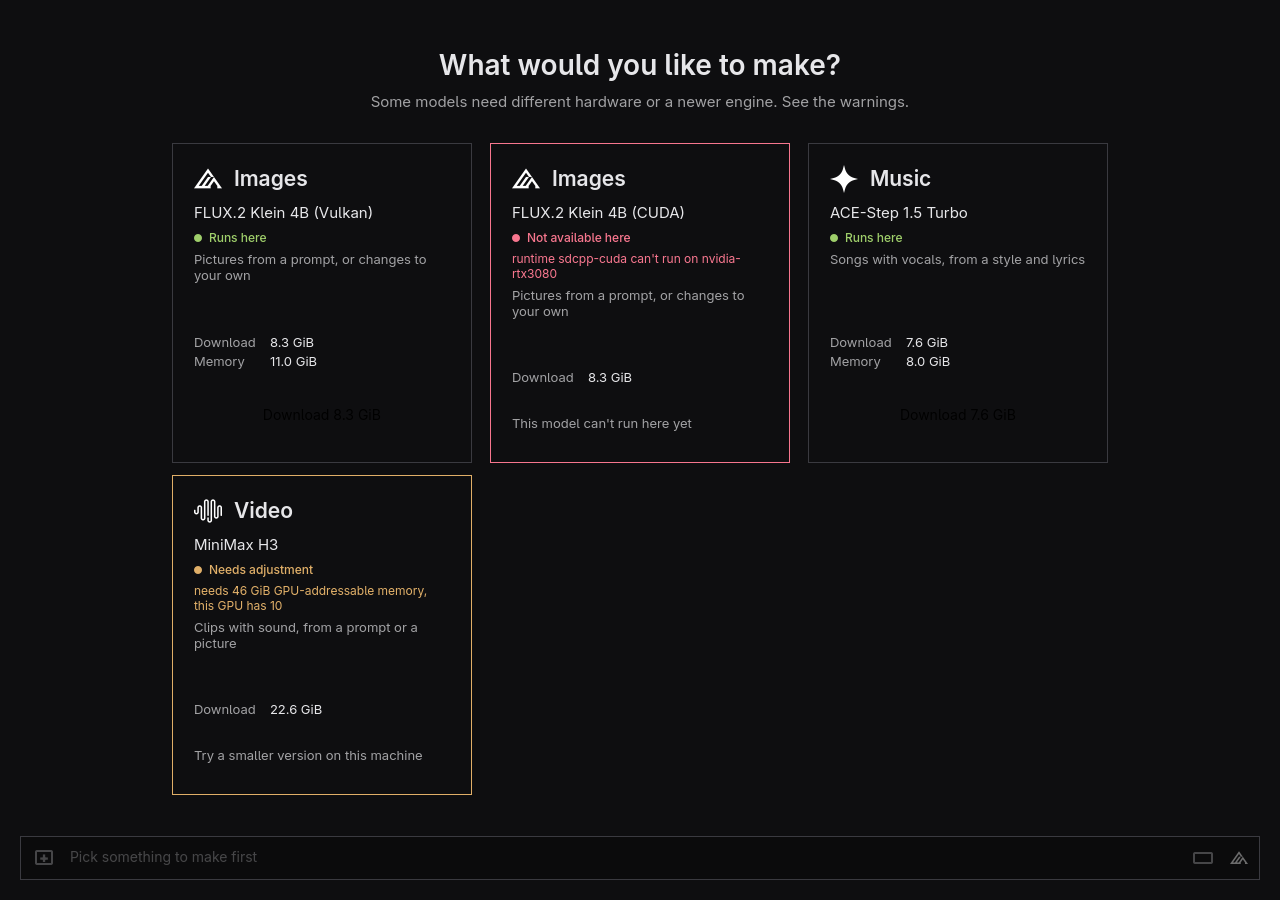 What would you like to make?
Some models need different hardware or a newer engine. See the warnings.
Images
FLUX.2 Klein 4B (Vulkan)
Runs here
Pictures from a prompt, or changes to
your own
Download 8.3 GiB
Memory 11.0 GiB
Download 8.3 GiB
Images
FLUX.2 Klein 4B (CUDA)
Not available here
runtime sdcpp-cuda can't run on nvidia-
rtx3080
Pictures from a prompt, or changes to
your own
Download 8.3 GiB
This model can't run here yet
Music
ACE-Step 1.5 Turbo
Runs here
Songs with vocals, from a style and lyrics
Download 7.6 GiB
Memory 8.0 GiB
Download 7.6 GiB
Video
MiniMax H3
Needs adjustment
needs 46 GiB GPU-addressable memory,
this GPU has 10
Clips with sound, from a prompt or a
picture
Download 22.6 GiB
Try a smaller version on this machine
Pick something to make first